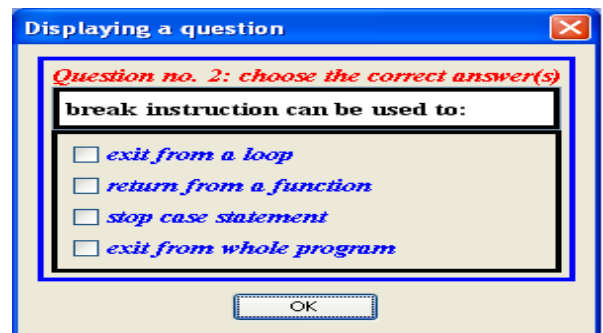 Displaying a question
Question no. 2: choose the correct answer(s)
break instruction can be used to:
exit from a loop
return from a function
stop case statement
exit from whole program
OK